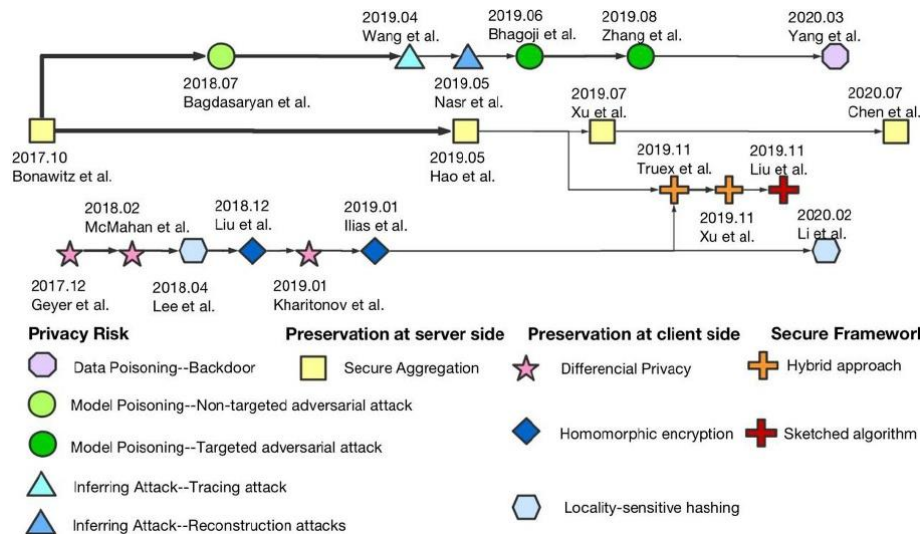 2019.04
Wang et al.
2019.06
Bhagoji et al.
2019.08
Zhang et al.
2020.03
Yang et al.
2018.07
Bagdasaryan et al.
2019.05
Nasr et al.
2019.07
Xu et al.
2020.07
Chen et al.
2017.10
Bonawitz et al.
2019.05
Hao et al.
2019.11
Truex et al.
2019.11
Liu et al.
2018.02
McMahan et al.
2018.12
Liu et al.
2019.01
Ilias et al.
2019.11
Xu et al.
2020.02
Li et al.
2017.12
Geyer et al.
2018.04
Lee et al.
2019.01
Kharitonov et al.
Privacy Risk
Data Poisoning--Backdoor
Model Poisoning--Non-targeted adversarial attack
Model Poisoning--Targeted adversarial attack
Inferring Attack--Tracing attack
Inferring Attack--Reconstruction attacks
Preservation at server side
Secure Aggregation
Preservation at client side
Differencial Privacy
Homomorphic encryption
Locality-sensitive hashing
Secure Framework
Hybrid approach
Sketched algorithm